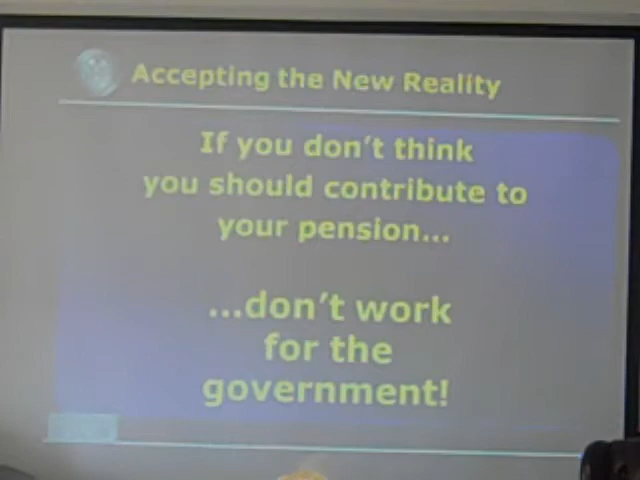 Accepting the New Reality
If you don't think
you should contribute to
your pension...
...don't work
for the
government!